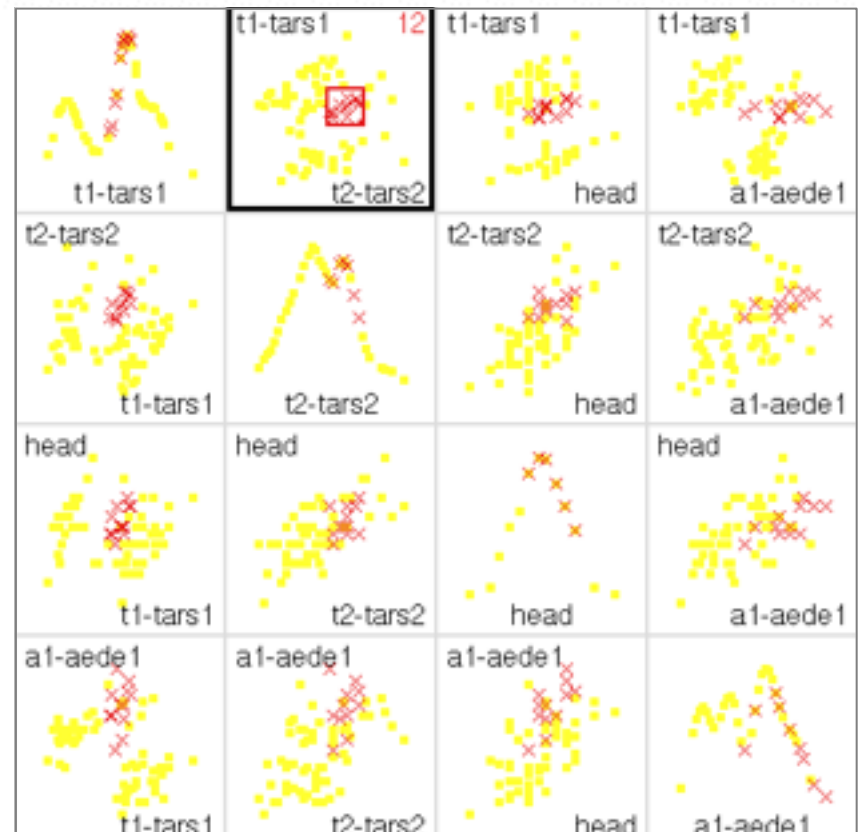 t1-tars1 12 t1-tars1 t1-tars1
t1-tars1 t2-tars2 head a1-aede1
t2-tars2 t2-tars2 t2-tars2
t1-tars1 t2-tars2 head a1-aede1
head head head
t1-tars1 t2-tars2 head a1-aede1
a1-aede1 a1-aede1 a1-aede1
t1-tars1 t2-tars2 head a1-aede1